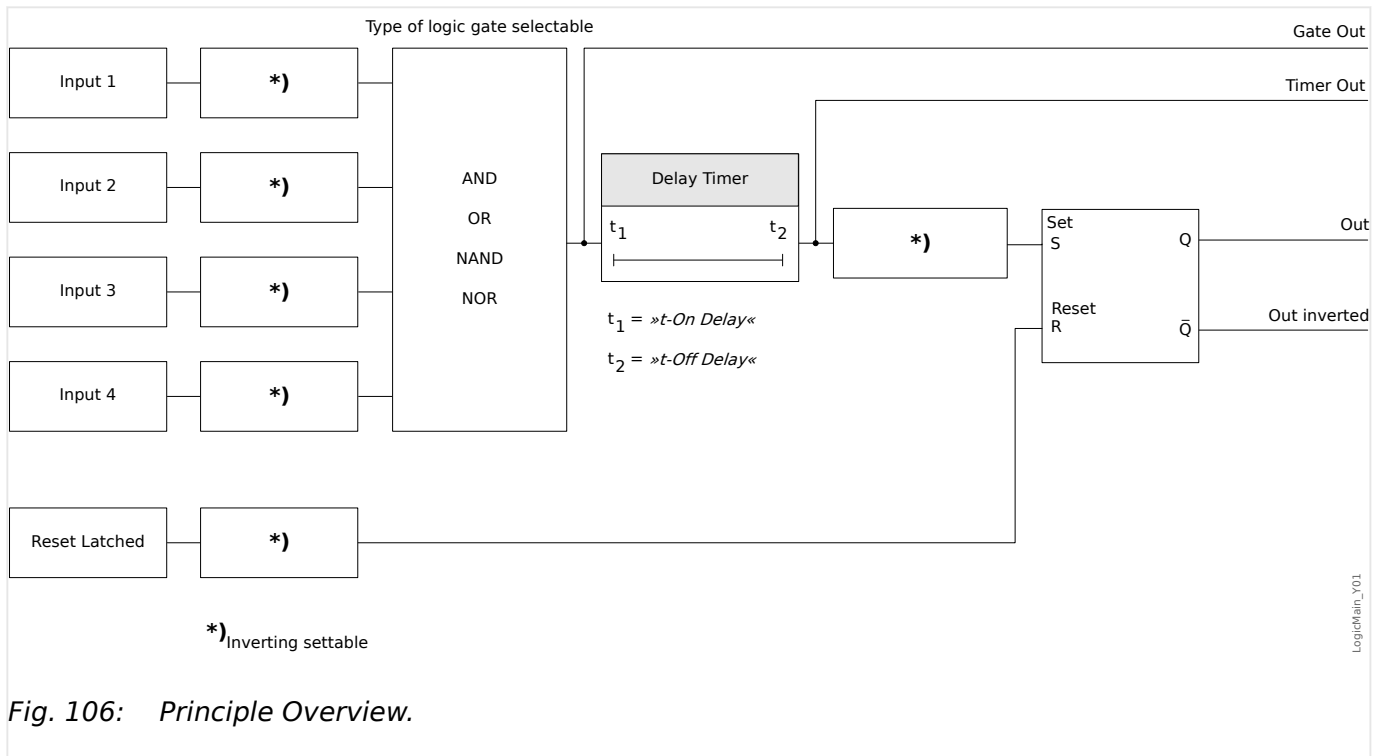 Type of logic gate selectable
Gate Out
Input 1
*)
Timer Out
Input 2
*)
AND
OR
NAND
NOR
Delay Timer
t1
t2
*)
Set
S
Q
Out
Reset
R
Q̅
Out inverted
Input 3
*)
t1 = »t-On Delay«
t2 = »t-Off Delay«
Input 4
*)
Reset Latched
*)
*)Inverting settable
LogicMain_Y01
Fig. 106: Principle Overview.